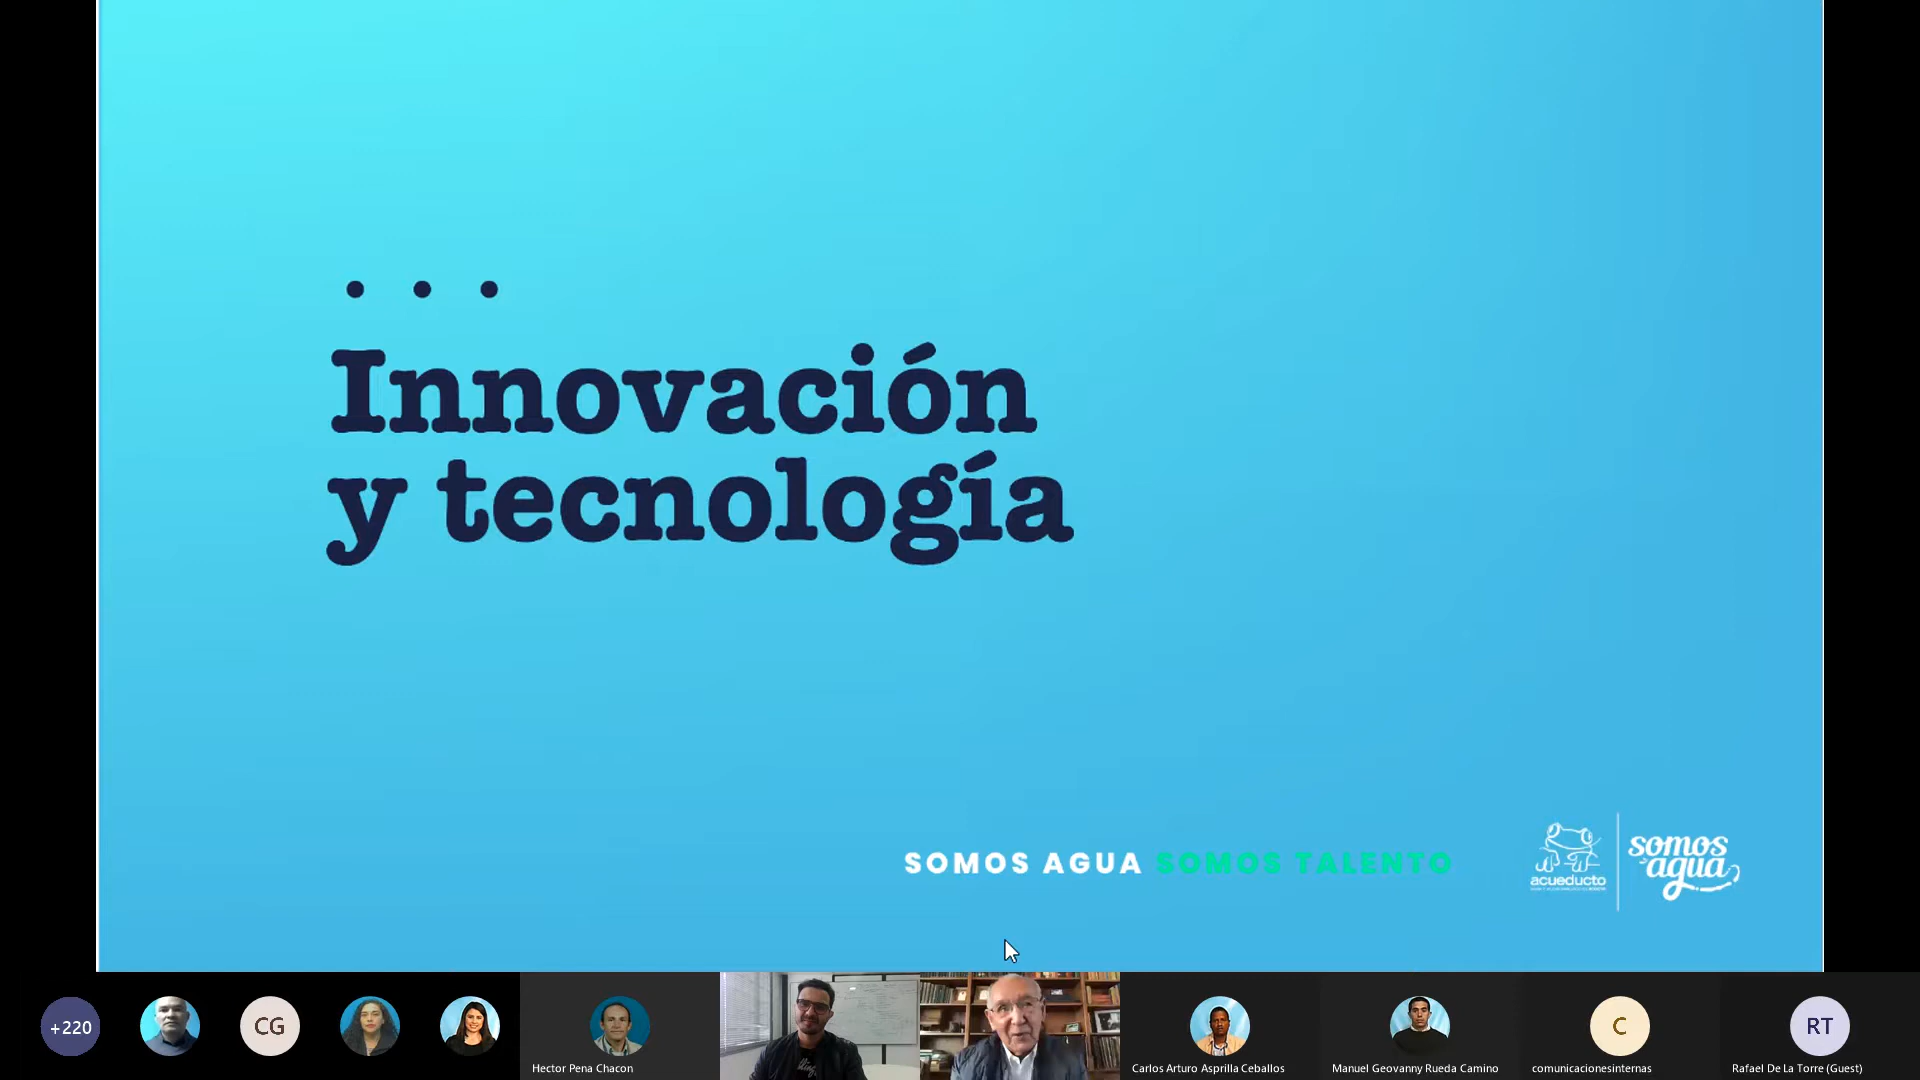 Innovación
y tecnología
SOMOS AGUA SOMOS TALENTO
acueducto
somos
agua
+220
CG
Hector Pena Chacon
Carlos Arturo Asprilla Ceballos
Manuel Geovanny Rueda Camino
C
comunicacionesinternas
RT
Rafael De La Torre (Guest)